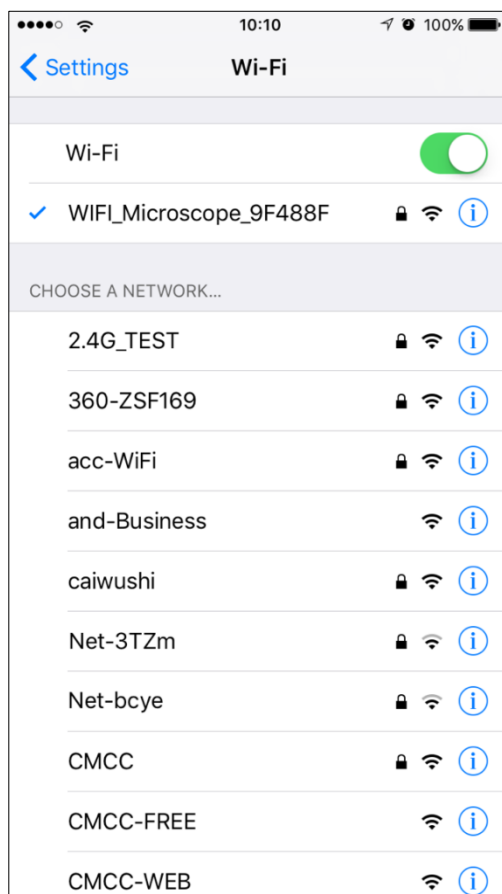 10:10 100%
Settings Wi-Fi
Wi-Fi
WIFI_Microscope_9F488F
CHOOSE A NETWORK...
2.4G_TEST
360-ZSF169
acc-WiFi
and-Business
caiwushi
Net-3TZm
Net-bcye
CMCC
CMCC-FREE
CMCC-WEB